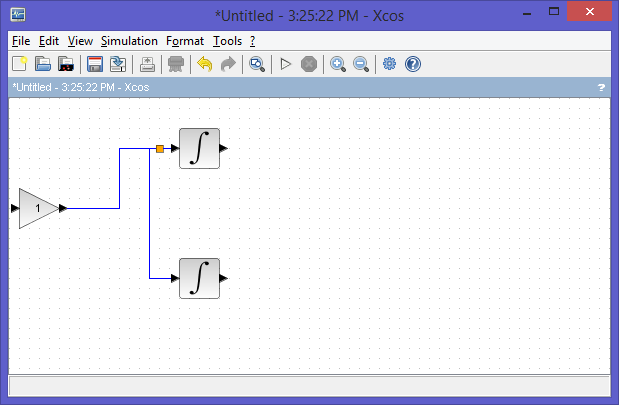 *Untitled - 3:25:22 PM - Xcos
File Edit View Simulation Format Tools ?
*Untitled - 3:25:22 PM - Xcos ?
∫
1
∫